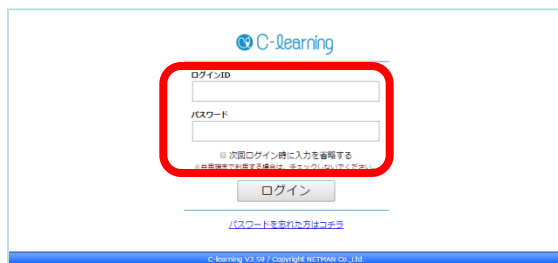 C-learning
ログインID
パスワード
次回ログイン時に入力を省略する
※共用端末で利用する場合は、チェックしないでください。
ログイン
パスワードを忘れた方はコチラ
C-learning V3.59 / Copyright NETMAN Co.,Ltd